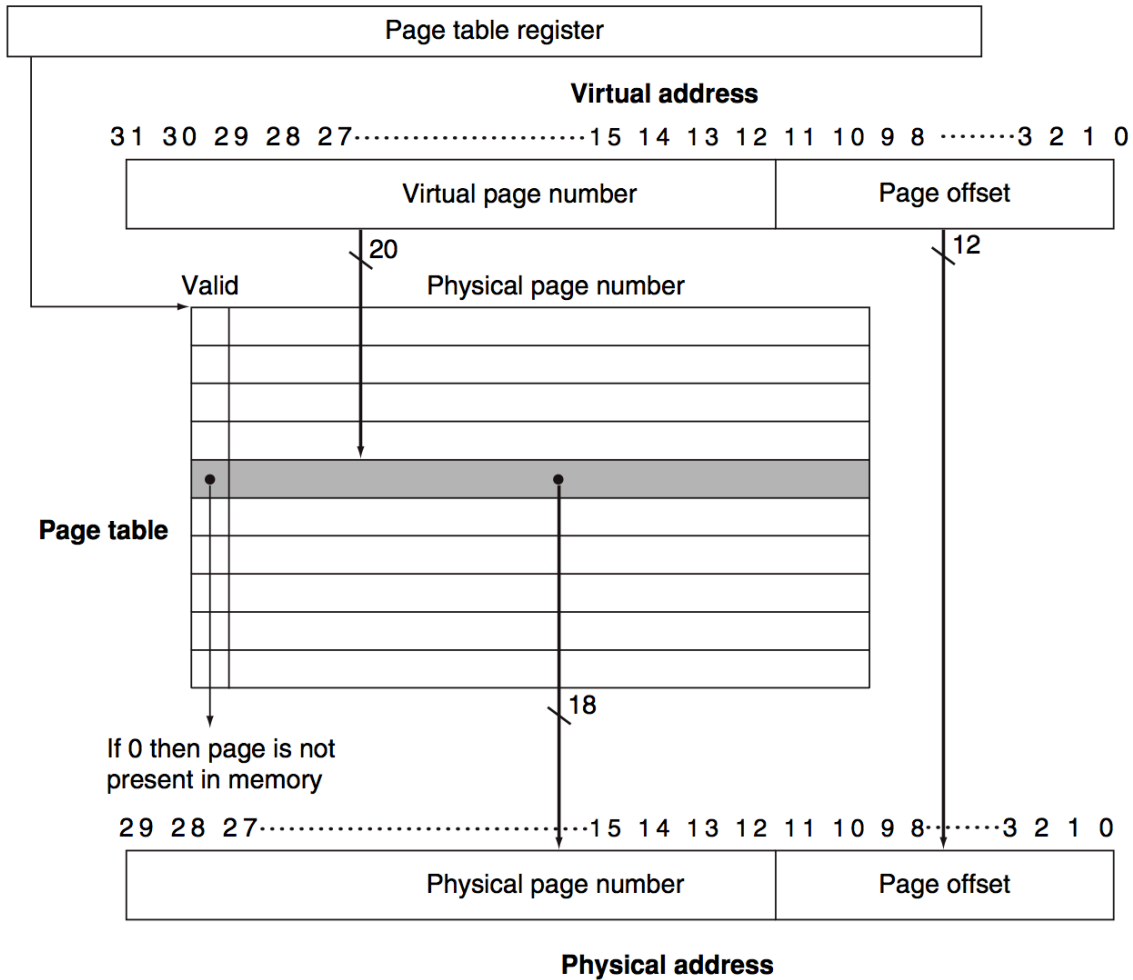 Page table register
Virtual address
31 30 29 28 27·······················15 14 13 12 11 10 9 8 ········3 2 1 0
Virtual page number Page offset
20 12
Valid Physical page number
Page table
18
If 0 then page is not
present in memory
29 28 27·································15 14 13 12 11 10 9 8········3 2 1 0
Physical page number Page offset
Physical address